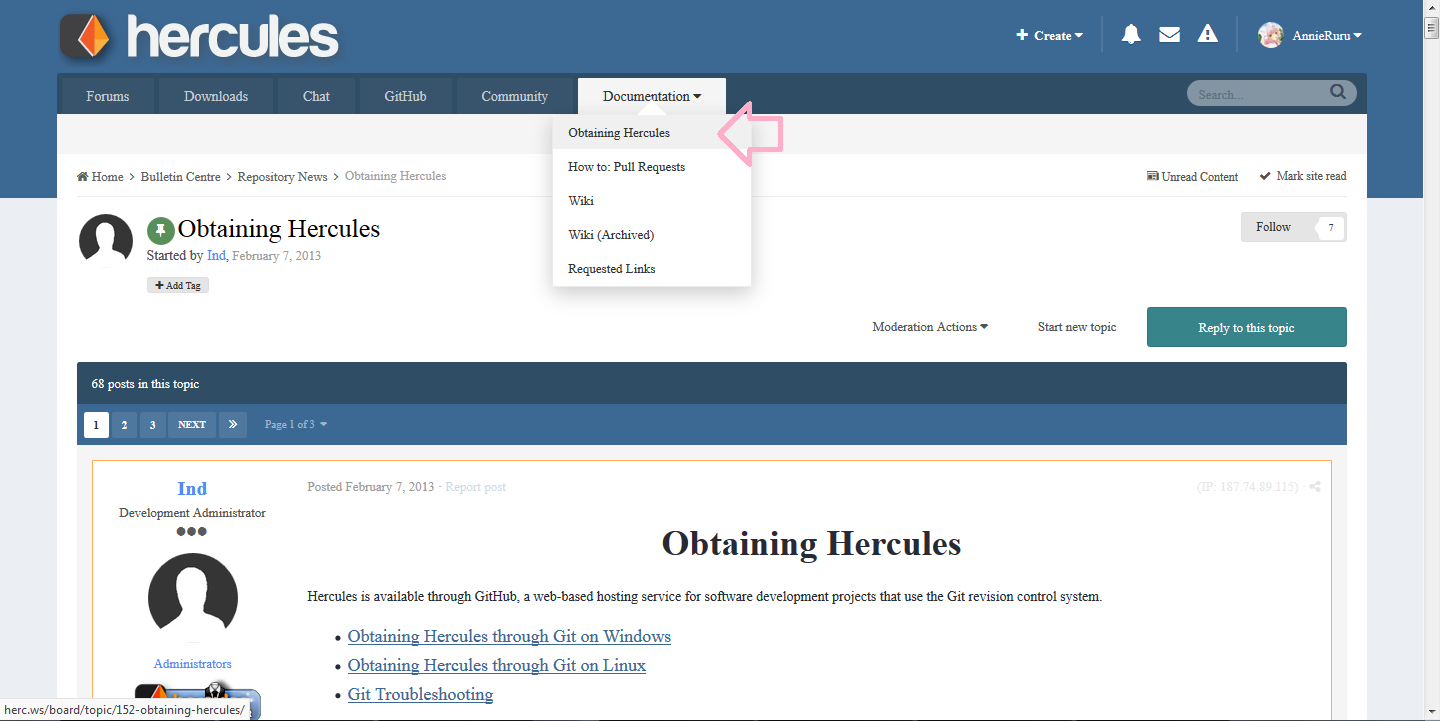 hercules
Create
AnnieRuru
Forums Downloads Chat GitHub Community Documentation Search...
Obtaining Hercules
How to: Pull Requests
Wiki
Wiki (Archived)
Requested Links
Home > Bulletin Centre > Repository News > Obtaining Hercules
Unread Content Mark site read
Obtaining Hercules
Started by Ind, February 7, 2013
Add Tag
Follow 7
Moderation Actions Start new topic Reply to this topic
68 posts in this topic
1 2 3 NEXT » Page 1 of 3
Ind
Development Administrator
Administrators
Posted February 7, 2013 · Report post (IP: 187.74.89.115) ·
Obtaining Hercules
Hercules is available through GitHub, a web-based hosting service for software development projects that use the Git revision control system.
• Obtaining Hercules through Git on Windows
• Obtaining Hercules through Git on Linux
• Git Troubleshooting
herc.ws/board/topic/152-obtaining-hercules/